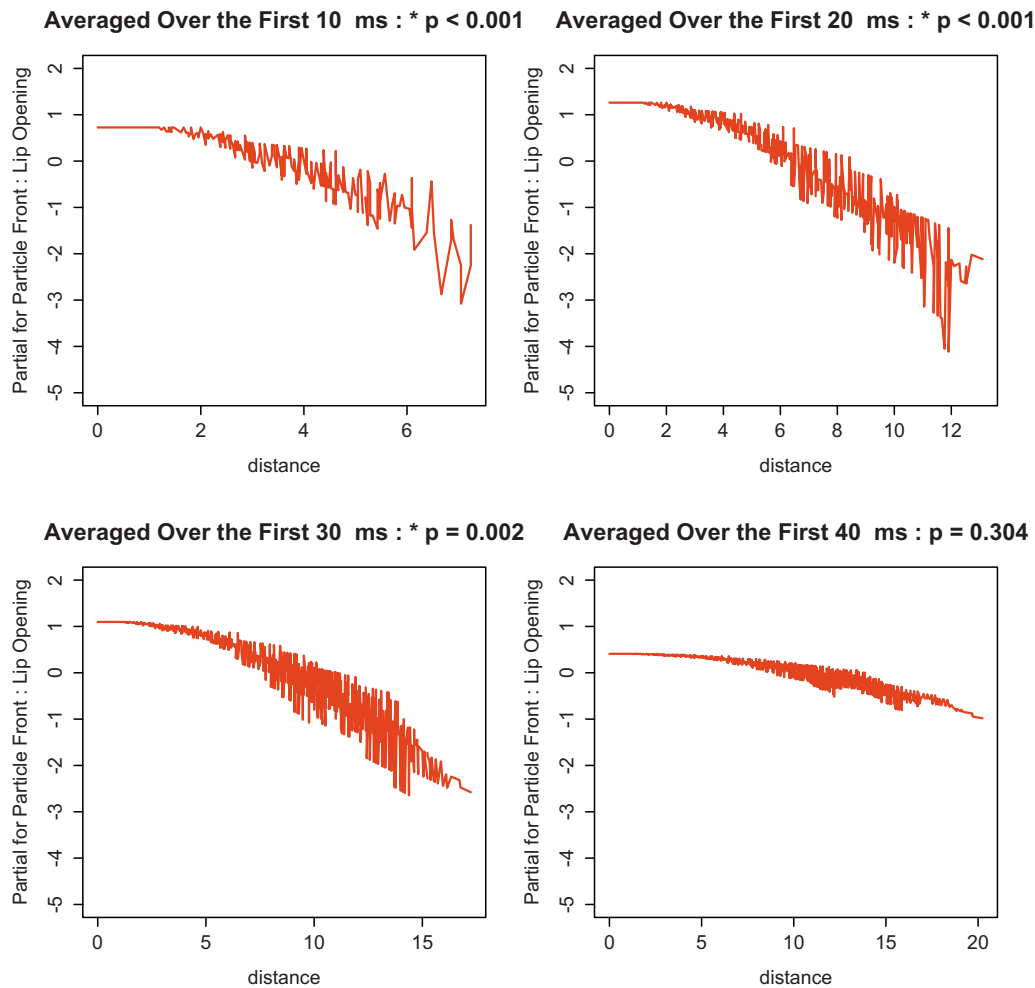 Averaged Over the First 10 ms : * p < 0.001
Partial for Particle Front : Lip Opening
2
1
0
-1
-2
-3
-4
-5
0 2 4 6
distance
Averaged Over the First 20 ms : * p < 0.001
Partial for Particle Front : Lip Opening
2
1
0
-1
-2
-3
-4
-5
0 2 4 6 8 10 12
distance
Averaged Over the First 30 ms : * p = 0.002
Partial for Particle Front : Lip Opening
2
1
0
-1
-2
-3
-4
-5
0 5 10 15
distance
Averaged Over the First 40 ms : p = 0.304
Partial for Particle Front : Lip Opening
2
1
0
-1
-2
-3
-4
-5
0 5 10 15 20
distance